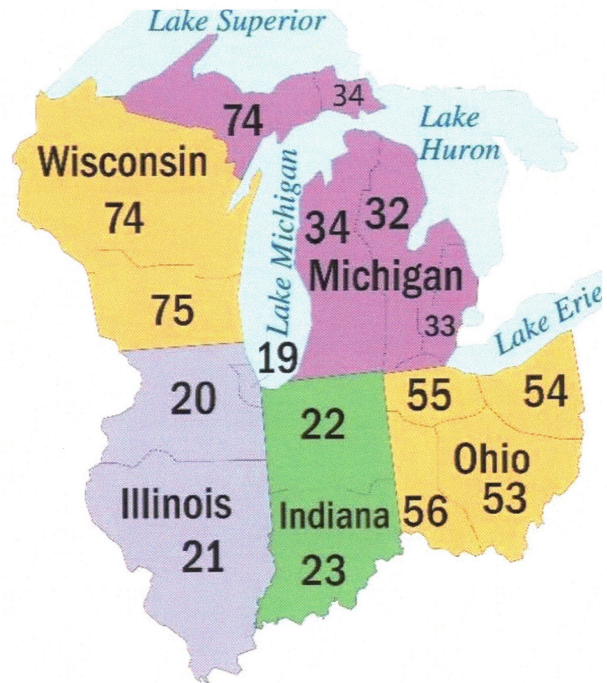 Lake Superior
34
74
Lake
Huron
Wisconsin
74
Lake Michigan
34
32
Michigan
75
33
Lake Erie
19
20
55
54
22
Ohio
53
Illinois
Indiana
56
21
23